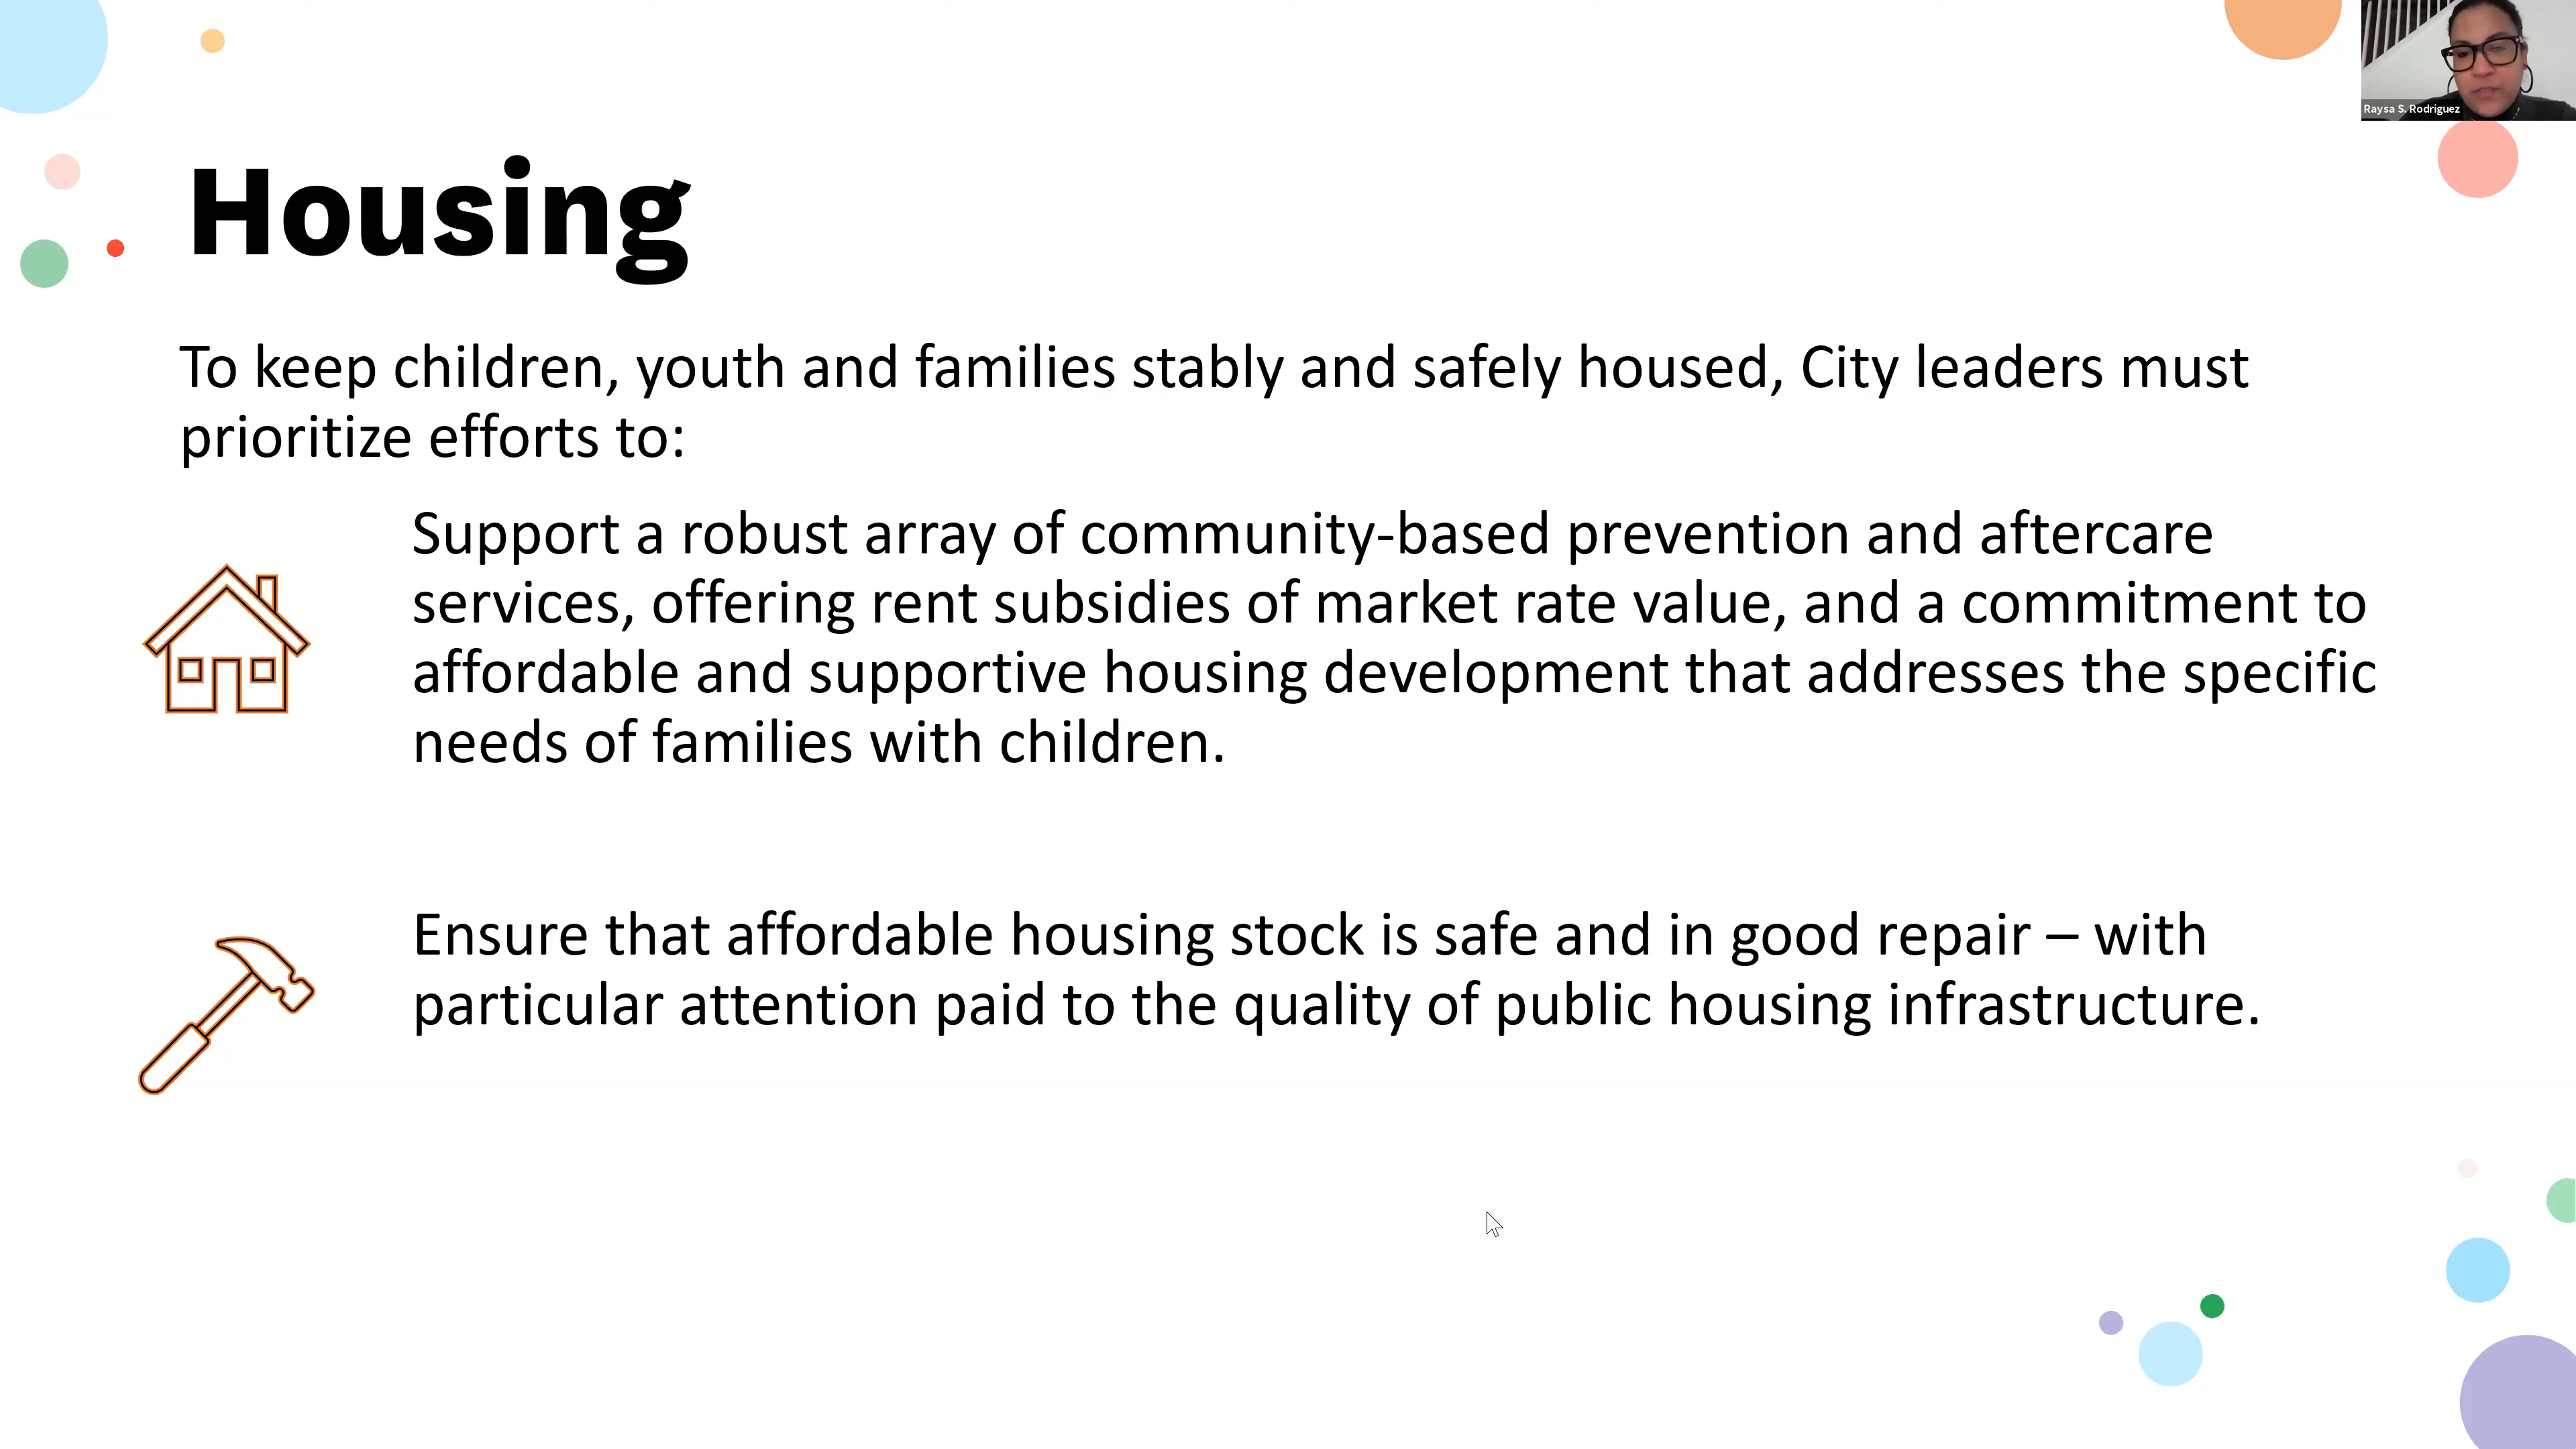 Raysa S. Rodriguez
Housing
To keep children, youth and families stably and safely housed, City leaders must
prioritize efforts to:
Support a robust array of community-based prevention and aftercare
services, offering rent subsidies of market rate value, and a commitment to
affordable and supportive housing development that addresses the specific
needs of families with children.
Ensure that affordable housing stock is safe and in good repair – with
particular attention paid to the quality of public housing infrastructure.